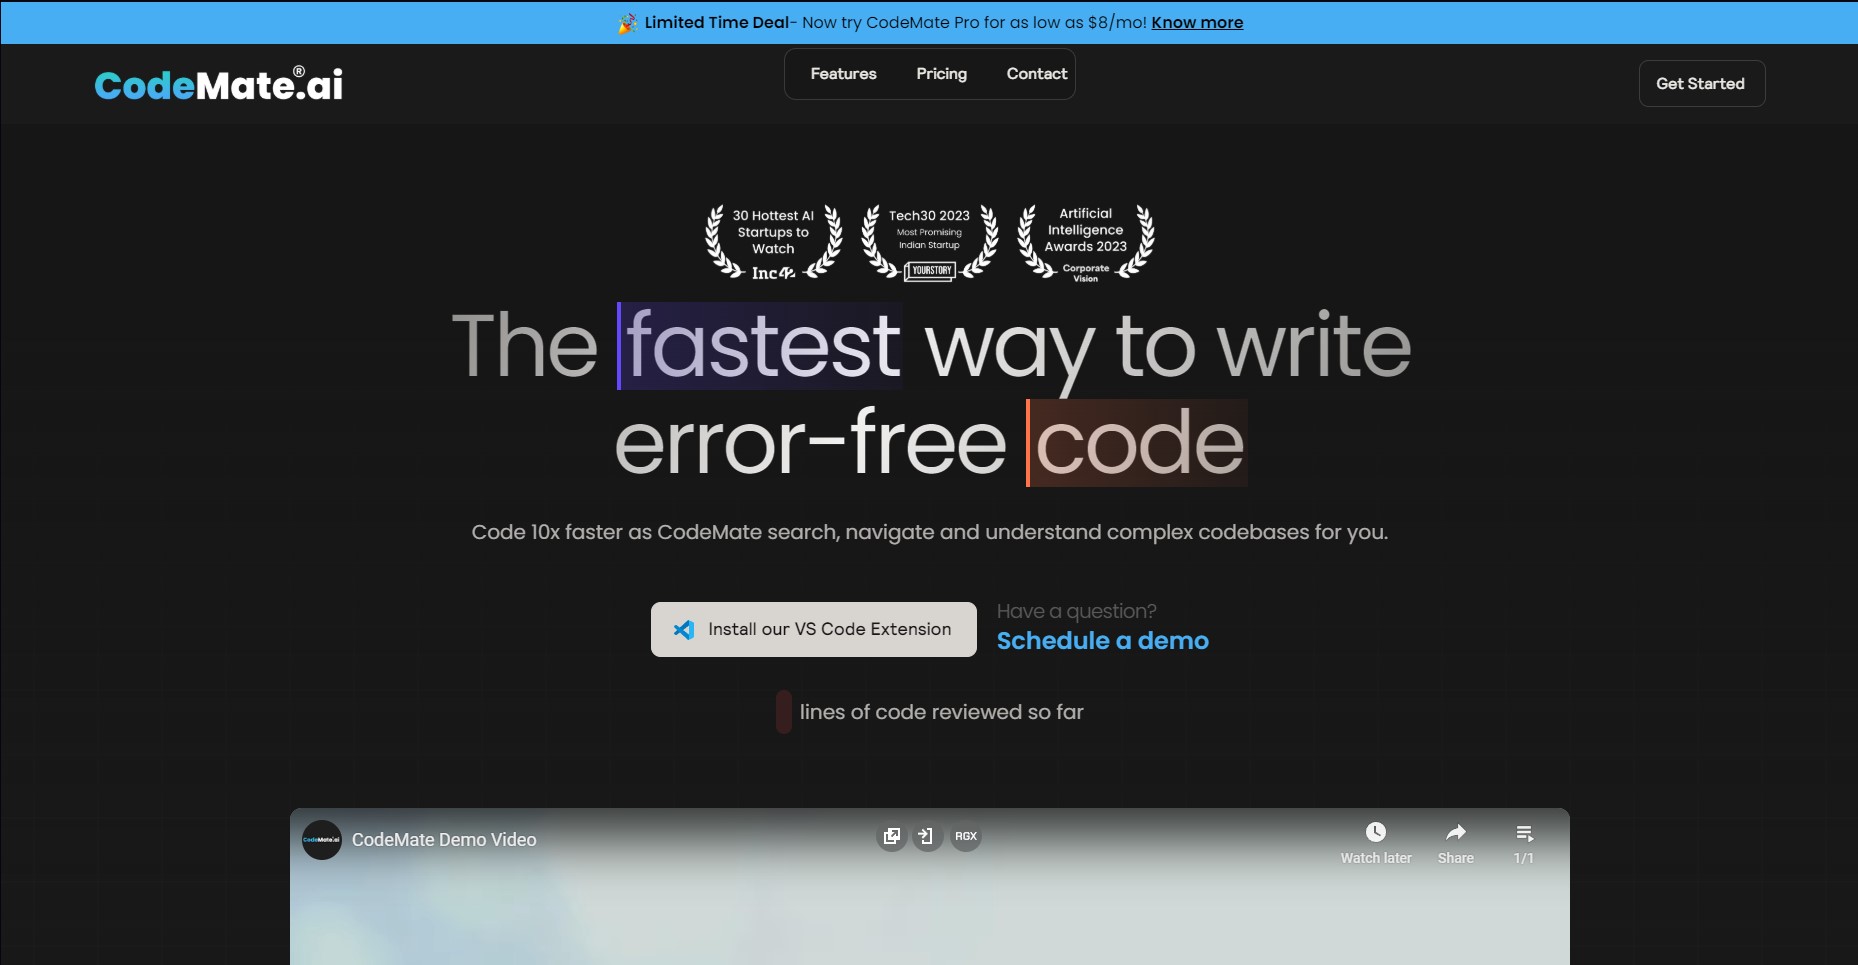 🎉 Limited Time Deal- Now try CodeMate Pro for as low as $8/mo! Know more
CodeMate.ai®
Features Pricing Contact
Get Started
30 Hottest AI
Startups to
Watch
Inc42
Tech30 2023
Most Promising
Indian Startup
YOURSTORY
Artificial
Intelligence
Awards 2023
Corporate
Vision
The fastest way to write
error-free code
Code 10x faster as CodeMate search, navigate and understand complex codebases for you.
Install our VS Code Extension
Have a question?
Schedule a demo
lines of code reviewed so far
CodeMate.ai
CodeMate Demo Video
RGX
Watch later
Share
1/1